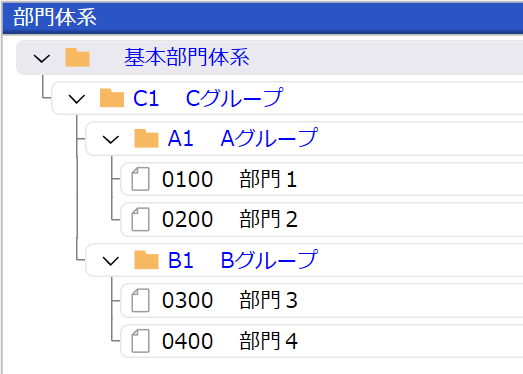 部門体系
基本部門体系
C1 Cグループ
A1 Aグループ
0100 部門１
0200 部門２
B1 Bグループ
0300 部門３
0400 部門４